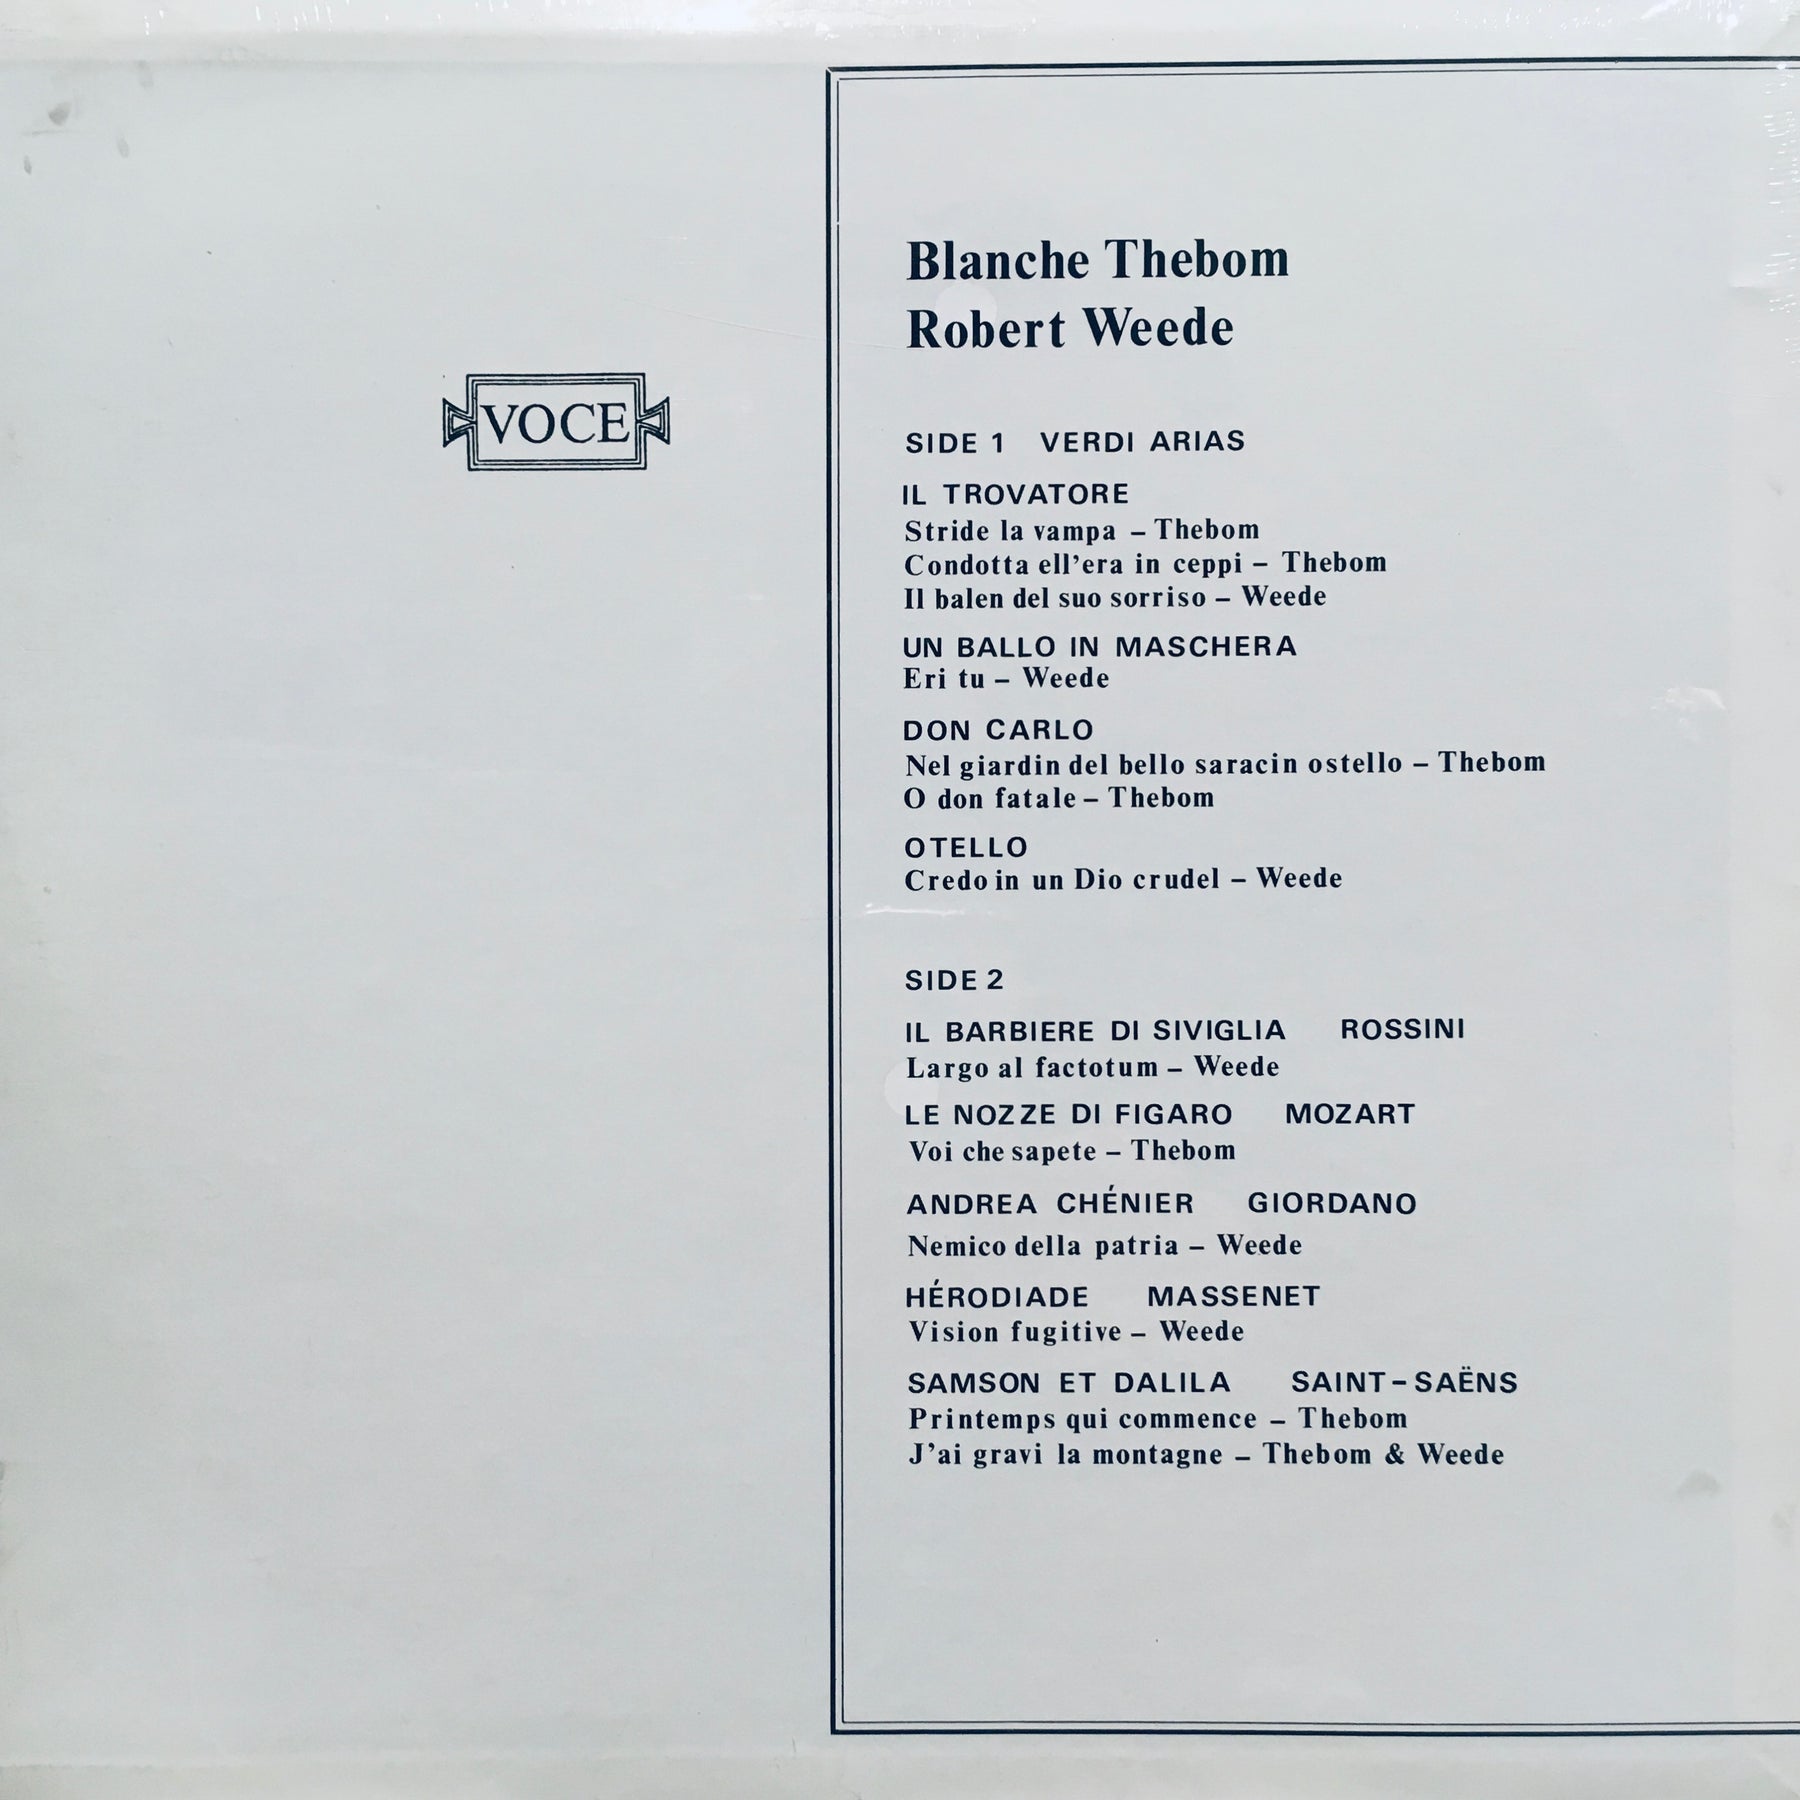 VOCE
Blanche Thebom
Robert Weede
SIDE 1 VERDI ARIAS
IL TROVATORE
Stride la vampa – Thebom
Condotta ell’era in ceppi – Thebom
Il balen del suo sorriso – Weede
UN BALLO IN MASCHERA
Eri tu – Weede
DON CARLO
Nel giardin del bello saracin ostello – Thebom
O don fatale – Thebom
OTELLO
Credo in un Dio crudel – Weede
SIDE 2
IL BARBIERE DI SIVIGLIA ROSSINI
Largo al factotum – Weede
LE NOZZE DI FIGARO MOZART
Voi che sapete – Thebom
ANDREA CHÉNIER GIORDANO
Nemico della patria – Weede
HÉRODIADE MASSENET
Vision fugitive – Weede
SAMSON ET DALILA SAINT-SAËNS
Printemps qui commence – Thebom
J’ai gravi la montagne – Thebom & Weede